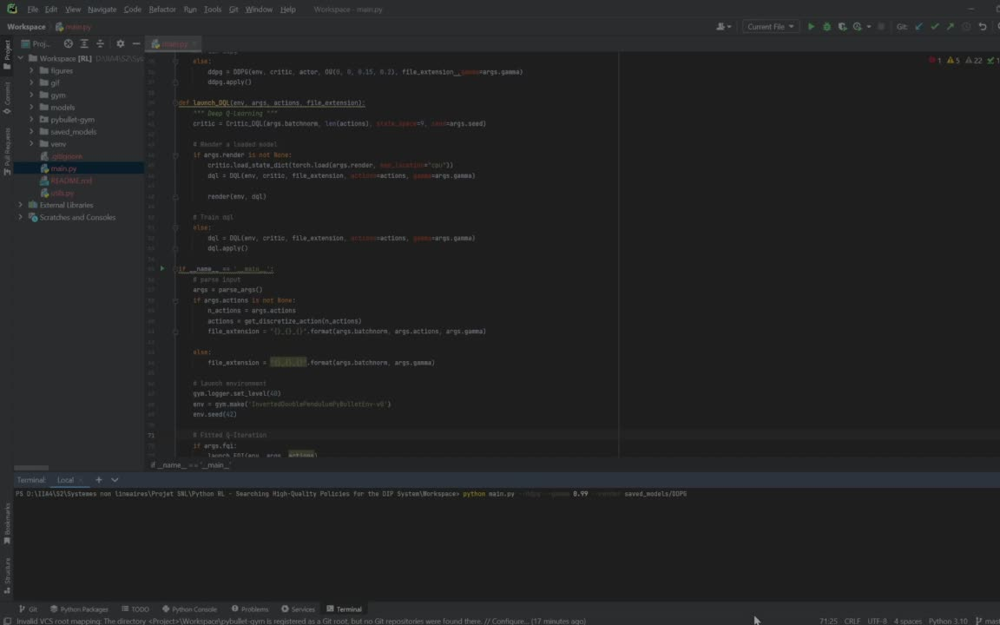 File Edit View Navigate Code Refactor Run Tools Git Window Help Workspace - main.py
Workspace main.py Current File Git:
Project Proj... main.py
else: 1 5 22 1
Workspace [RL] D:\IIA4\S2\Sys
ddpg = DDPG(env, critic, actor, OU(0, 0, 0.15, 0.2), file_extension, gamma=args.gamma)
figures
ddpg.apply()
gif
gym
def launch_DQL(env, args, actions, file_extension):
models
""" Deep Q-Learning """
pybullet-gym
critic = Critic_DQL(args.batchnorm, len(actions), state_space=9, seed=args.seed)
saved_models
venv
# Render a loaded model
.gitignore
if args.render is not None:
main.py
critic.load_state_dict(torch.load(args.render, map_location="cpu"))
README.md
dql = DQL(env, critic, file_extension, actions=actions, gamma=args.gamma)
utils.py
render(env, dql)
External Libraries
Scratches and Consoles
# Train dql
else:
dql = DQL(env, critic, file_extension, actions=actions, gamma=args.gamma)
dql.apply()
if __name__ == '__main__':
# parse input
args = parse_args()
if args.actions is not None:
n_actions = args.actions
actions = get_discretize_action(n_actions)
file_extension = "{}_{}_{}".format(args.batchnorm, args.actions, args.gamma)
else:
file_extension = "{}_{}_{}".format(args.batchnorm, args.gamma)
# Launch environment
gym.logger.set_level(40)
env = gym.make('InvertedDoublePendulumPyBulletEnv-v0')
env.seed(42)
71 # Fitted Q-Iteration
if args.fqi:
launch_FQI(env, args, actions)
if __name__ == '__main__'
Commit
Pull Requests
Bookmarks
Structure
Terminal: Local
PS D:\IIA4\S2\Systemes non lineaires\Projet SNL\Python RL - Searching High-Quality Policies for the DIP System\Workspace> python main.py --ddpg --gamma 0.99 --render saved_models/DDPG
Git Python Packages TODO Python Console Problems Services Terminal
Invalid VCS root mapping: The directory <Project>\Workspace\pybullet-gym is registered as a Git root, but no Git repositories were found there. // Configure... (17 minutes ago) 71:25 CRLF UTF-8 4 spaces Python 3.10 mas